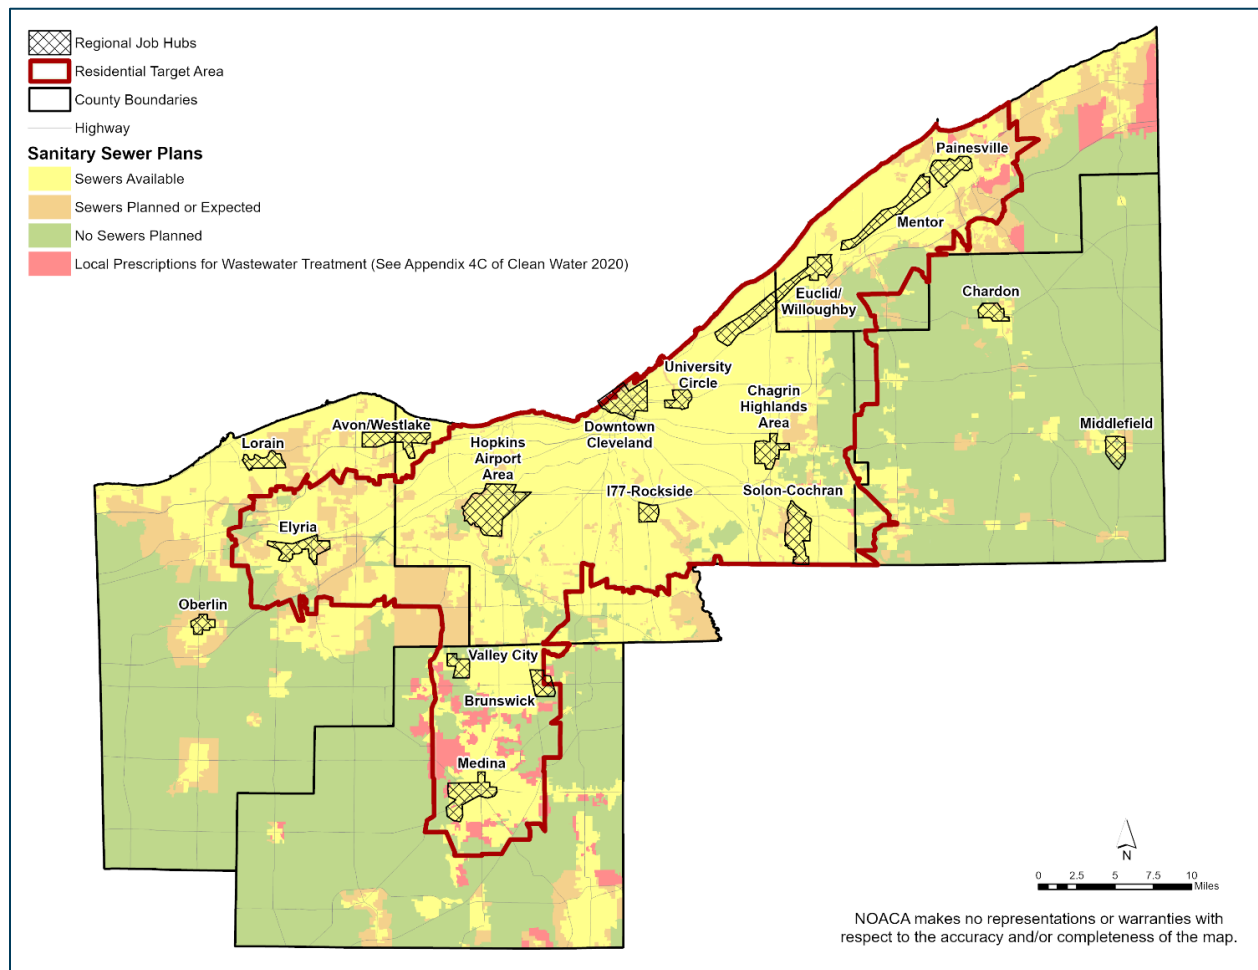 Regional Job Hubs
Residential Target Area
County Boundaries
Highway
Sanitary Sewer Plans
Sewers Available
Sewers Planned or Expected
No Sewers Planned
Local Prescriptions for Wastewater Treatment (See Appendix 4C of Clean Water 2020)
Painesville
Mentor
Euclid/
Willoughby
Chardon
University
Circle
Downtown
Cleveland
Chagrin
Highlands
Area
Middlefield
Avon/Westlake
Lorain
Hopkins
Airport
Area
I77-Rockside
Solon-Cochran
Elyria
Oberlin
Valley City
Brunswick
Medina
N
0 2.5 5 7.5 10
Miles
NOACA makes no representations or warranties with
respect to the accuracy and/or completeness of the map.